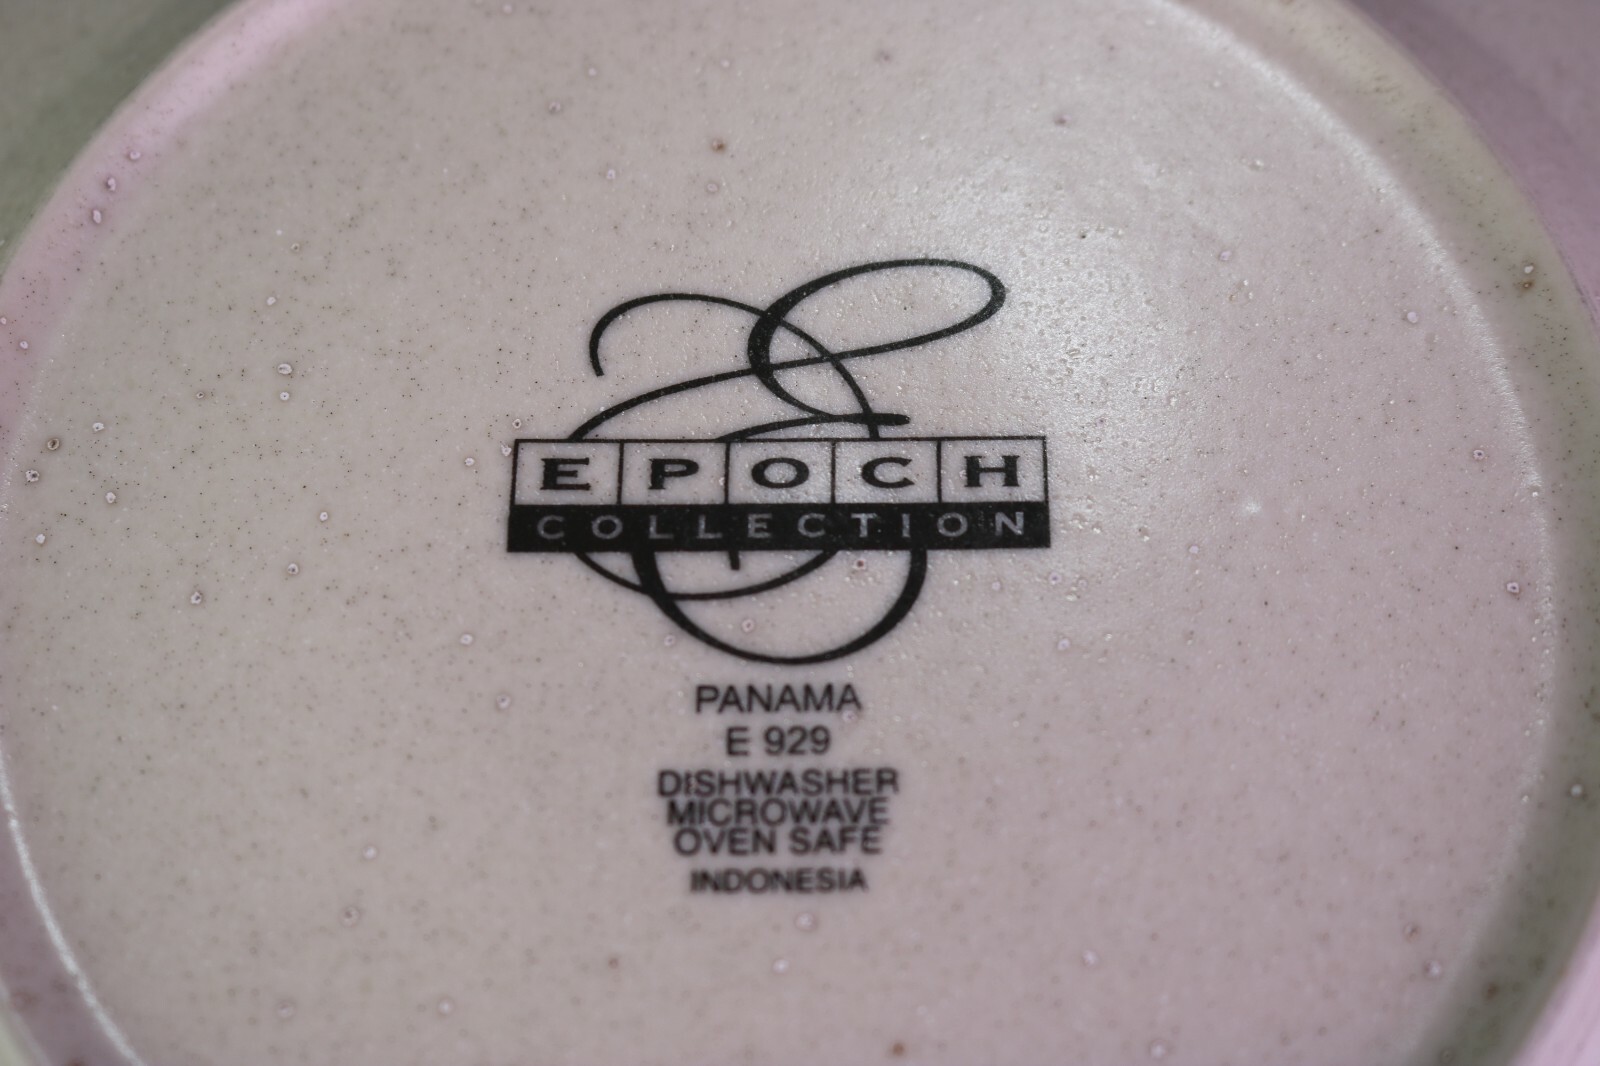 EPOCH
COLLECTION
PANAMA
E 929
DISHWASHER
MICROWAVE
OVEN SAFE
INDONESIA